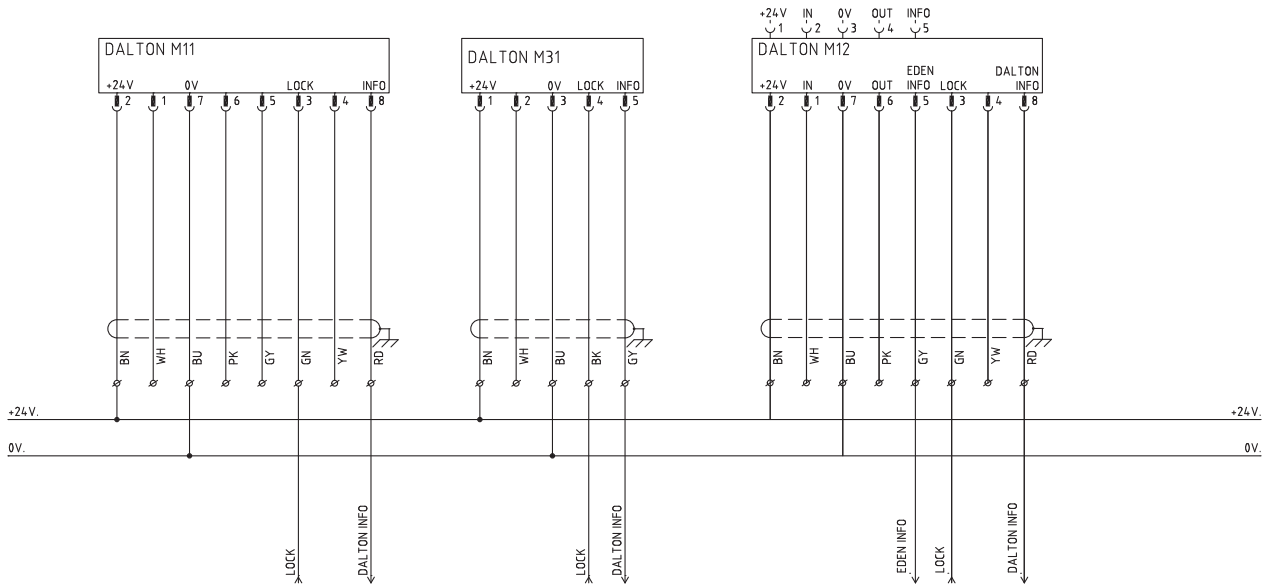 +24V IN 0V OUT INFO
1 2 3 4 5
DALTON M11
DALTON M31
DALTON M12
EDEN DALTON
+24V 0V LOCK INFO
+24V 0V LOCK INFO
+24V IN 0V OUT INFO LOCK INFO
2 1 7 6 5 3 4 8
1 2 3 4 5
2 1 7 6 5 3 4 8
BN WH BU PK GY GN YW RD
BN WH BU BK GY
BN WH BU PK GY GN YW RD
+24V. +24V.
0V. 0V.
LOCK
DALTON INFO
LOCK
DALTON INFO
EDEN INFO
LOCK
DALTON INFO